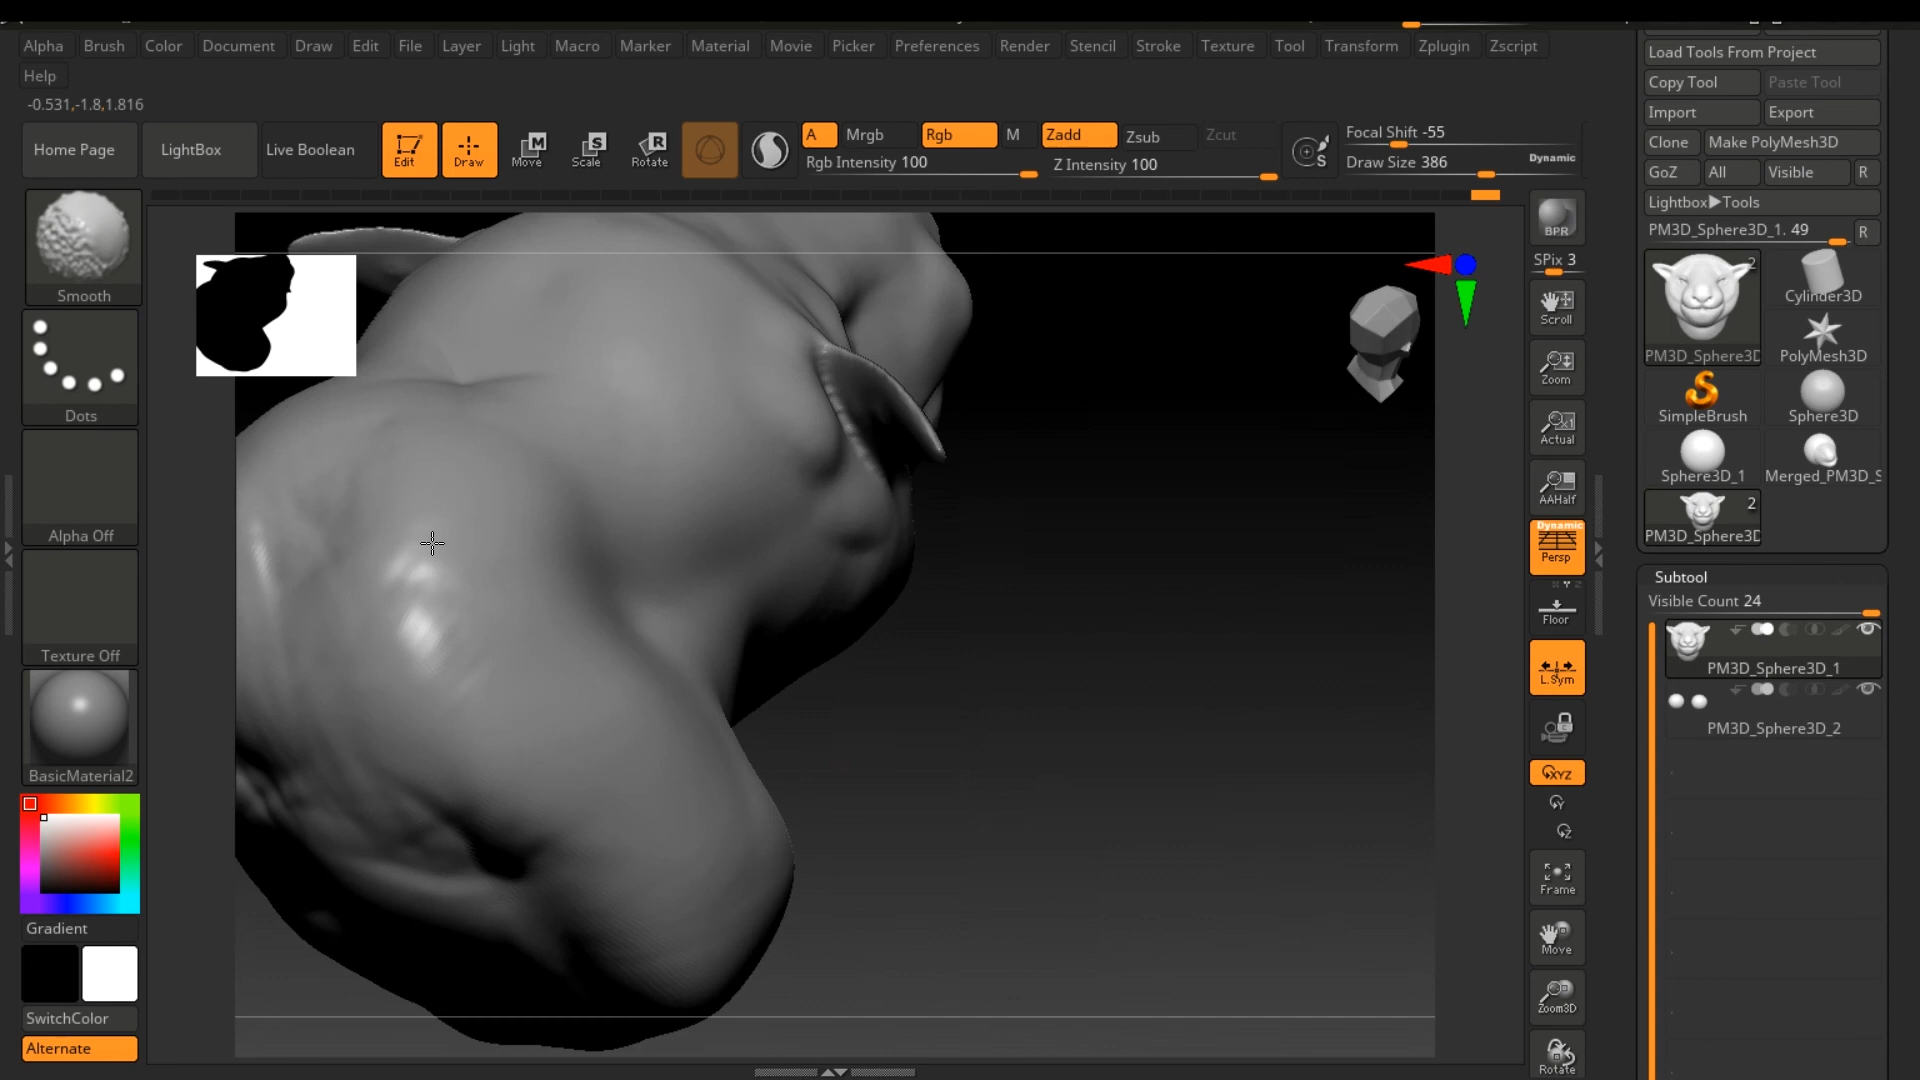 Alpha Brush Color Document Draw Edit File Layer Light Macro Marker Material Movie Picker Preferences Render Stencil Stroke Texture Tool Transform Zplugin Zscript
Help
-0.531,-1.8,1.816
Home Page
LightBox
Live Boolean
Edit
Draw
Move
Scale
Rotate
A
Mrgb
Rgb
M
Zadd
Zsub
Zcut
Rgb Intensity 100
Z Intensity 100
Focal Shift -55
Draw Size 386
Dynamic
Smooth
Dots
Alpha Off
Texture Off
BasicMaterial2
Gradient
SwitchColor
Alternate
BPR
SPix 3
Scroll
Zoom
Actual
AAHalf
Dynamic
Persp
Floor
L.Sym
XYZ
Y
Z
Frame
Move
Zoom3D
Rotate
Load Tools From Project
Copy Tool Paste Tool
Import Export
Clone Make PolyMesh3D
GoZ All Visible R
Lightbox▶Tools
PM3D_Sphere3D_1. 49 R
2
PM3D_Sphere3D
Cylinder3D
PolyMesh3D
SimpleBrush
Sphere3D
Sphere3D_1
Merged_PM3D_S
2
PM3D_Sphere3D
Subtool
Visible Count 24
PM3D_Sphere3D_1
PM3D_Sphere3D_2